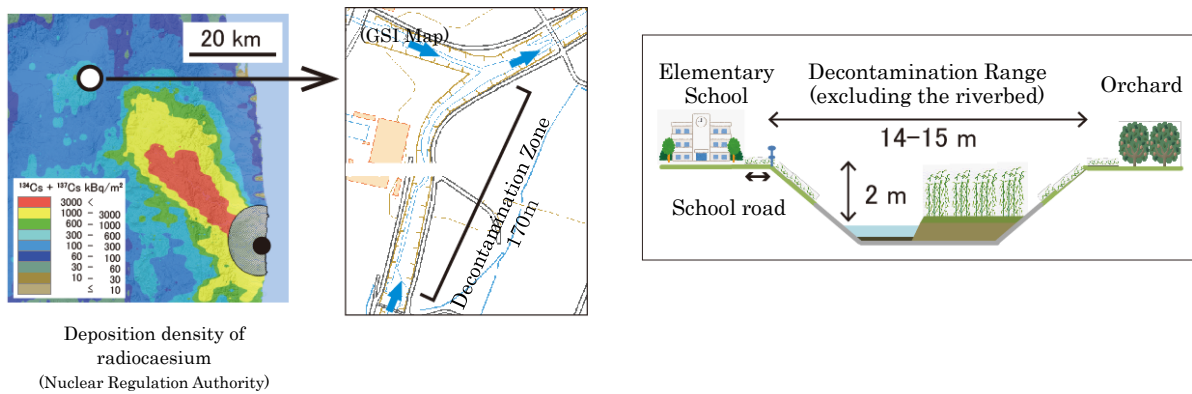 20 km
¹³⁴Cs + ¹³⁷Cs kBq/m²
3000 <
1000 – 3000
600 – 1000
300 – 600
100 – 300
60 – 100
30 – 60
10 – 30
≤ 10
Deposition density of
radiocaesium
(Nuclear Regulation Authority)
(GSI Map)
Decontamination Zone
170m
Elementary
School
Decontamination Range
(excluding the riverbed)
Orchard
14–15 m
2 m
School road